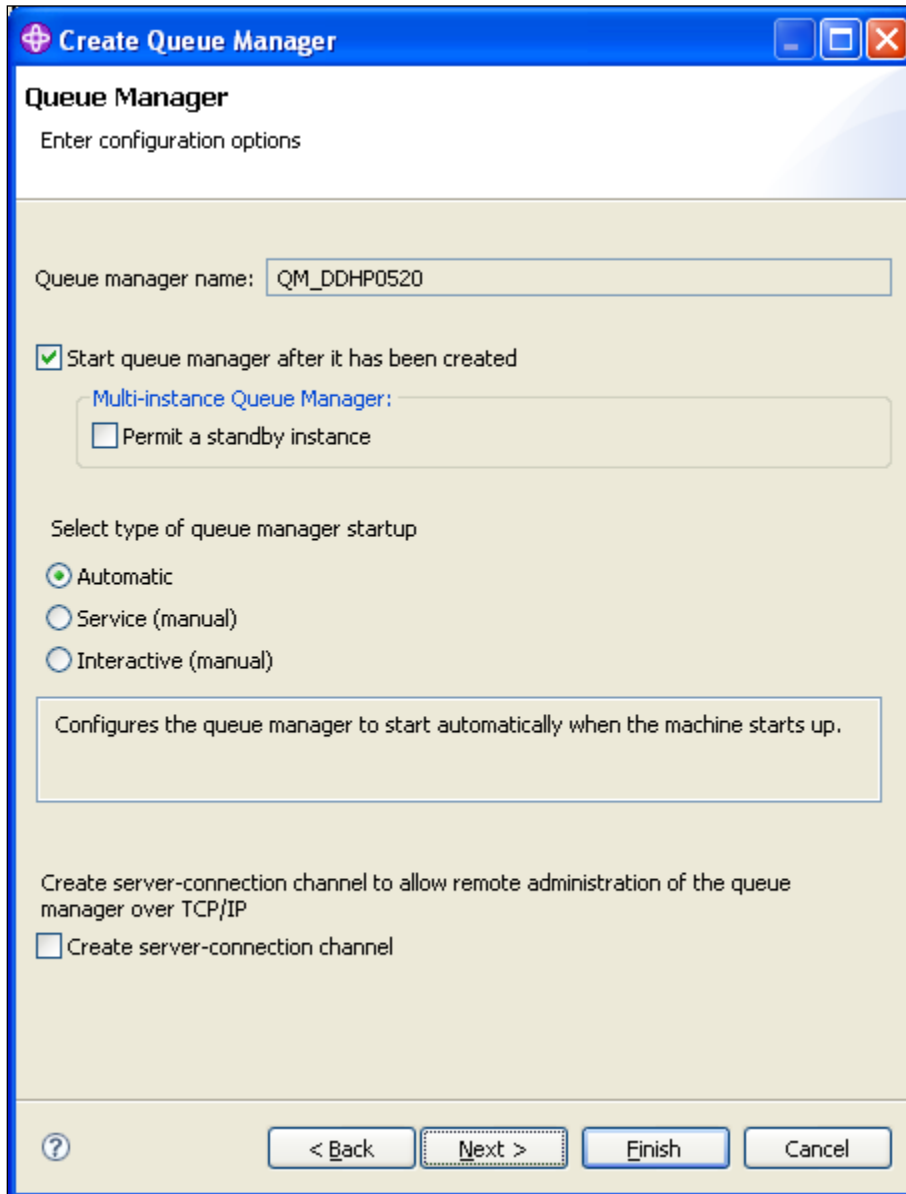 Create Queue Manager
Queue Manager
Enter configuration options
Queue manager name: QM_DDHP0520
Start queue manager after it has been created
Multi-instance Queue Manager:
Permit a standby instance
Select type of queue manager startup
Automatic
Service (manual)
Interactive (manual)
Configures the queue manager to start automatically when the machine starts up.
Create server-connection channel to allow remote administration of the queue
manager over TCP/IP
Create server-connection channel
? < Back Next > Finish Cancel